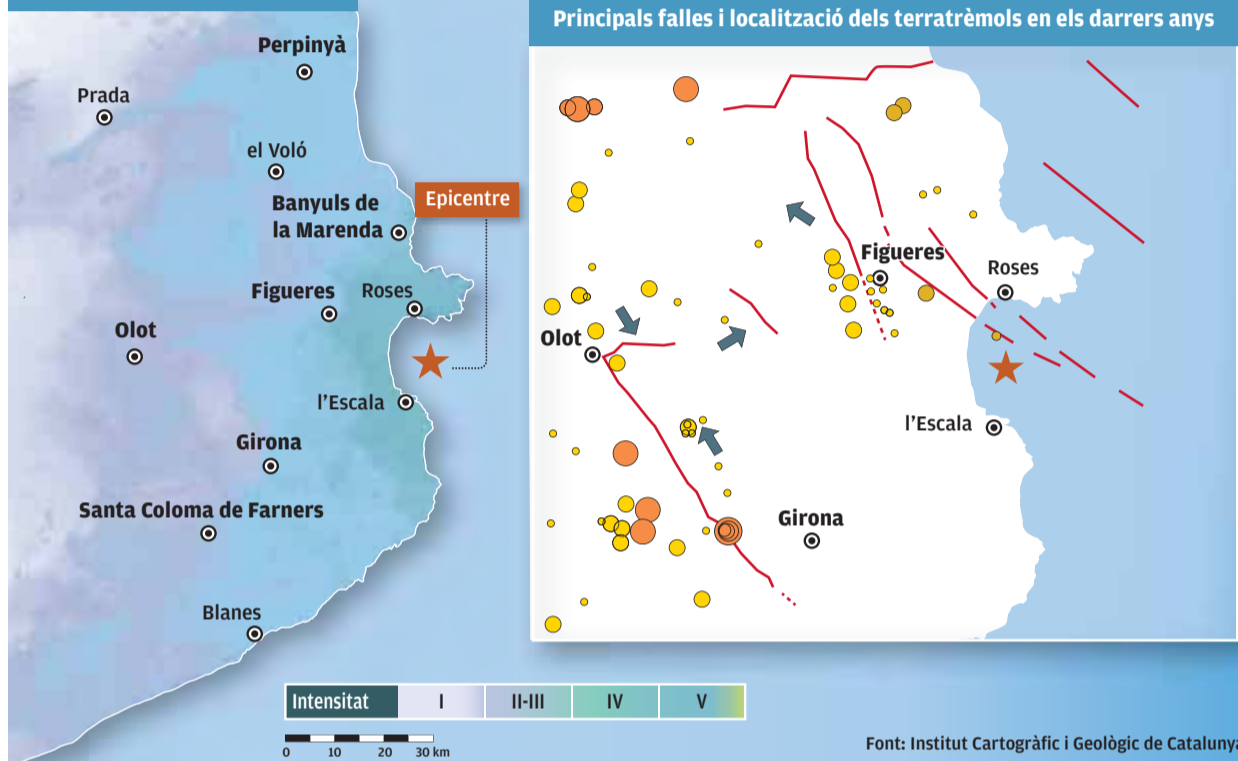 Perpinyà
Prada
el Voló
Banyuls de
la Marenda
Epicentre
Figueres
Roses
Olot
l'Escala
Girona
Santa Coloma de Farners
Blanes
Principals falles i localització dels terratrèmols en els darrers anys
Figueres
Roses
Olot
l'Escala
Girona
Intensitat I II-III IV V
0 10 20 30 km
Font: Institut Cartogràfic i Geològic de Catalunya